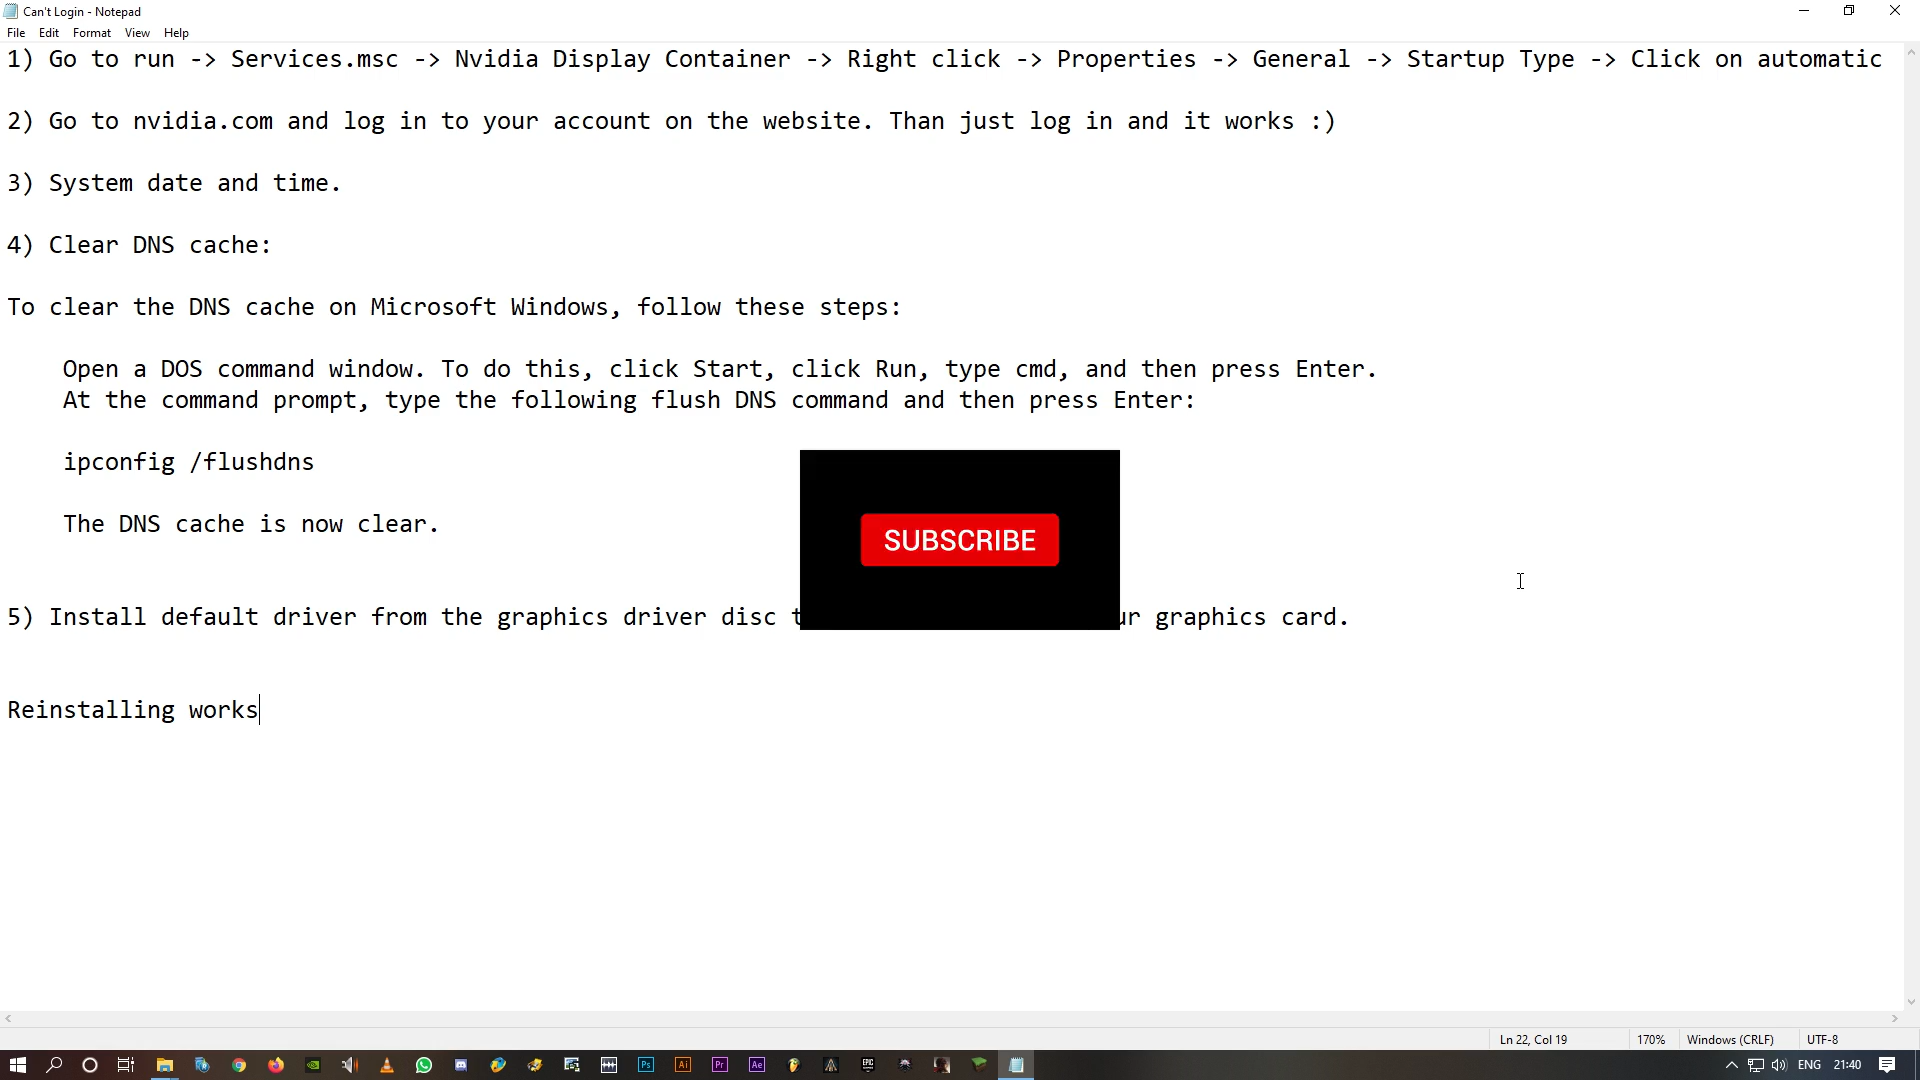 Can't Login - Notepad
File Edit Format View Help
1) Go to run -> Services.msc -> Nvidia Display Container -> Right click -> Properties -> General -> Startup Type -> Click on automatic
2) Go to nvidia.com and log in to your account on the website. Than just log in and it works :)
3) System date and time.
4) Clear DNS cache:
To clear the DNS cache on Microsoft Windows, follow these steps:
Open a DOS command window. To do this, click Start, click Run, type cmd, and then press Enter.
At the command prompt, type the following flush DNS command and then press Enter:
ipconfig /flushdns
The DNS cache is now clear.
SUBSCRIBE
5) Install default driver from the graphics driver disc graphics card.
Reinstalling works
Ln 22, Col 19 170% Windows (CRLF) UTF-8
Ps Ai Pr Ae EPIC ENG 21:40